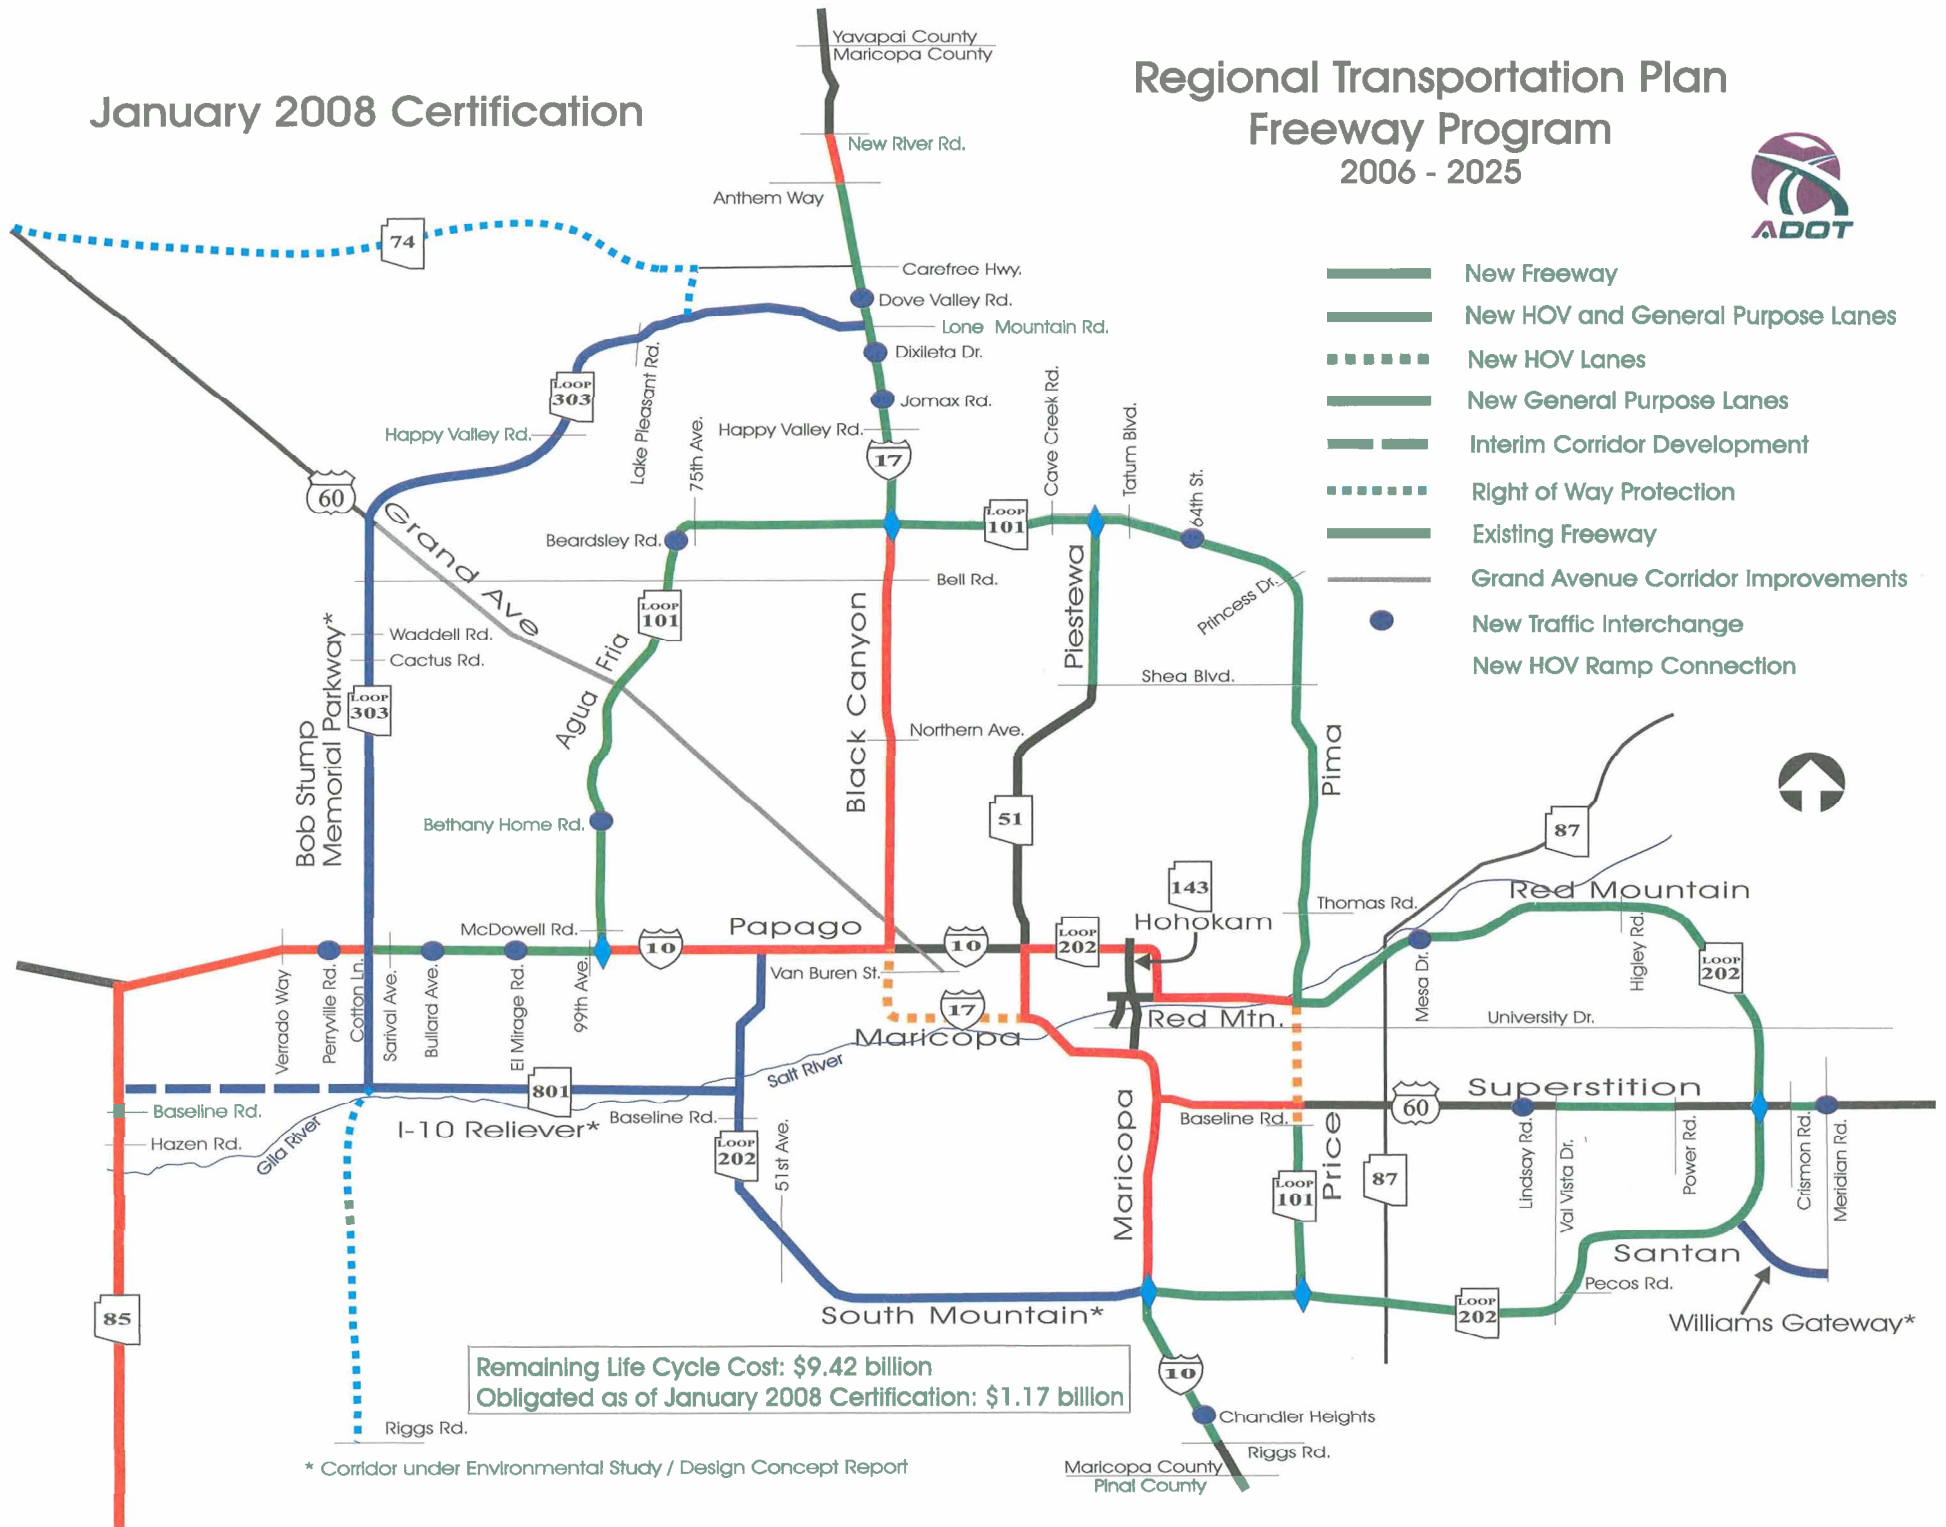 January 2008 Certification
Regional Transportation Plan
Freeway Program
2006 - 2025
ADOT
New Freeway
New HOV and General Purpose Lanes
New HOV Lanes
New General Purpose Lanes
Interim Corridor Development
Right of Way Protection
Existing Freeway
Grand Avenue Corridor Improvements
New Traffic Interchange
New HOV Ramp Connection
Yavapai County
Maricopa County
New River Rd.
Anthem Way
74
Carefree Hwy.
Dove Valley Rd.
Lone Mountain Rd.
Dixileta Dr.
Jomax Rd.
Happy Valley Rd.
17
LOOP
303
Lake Pleasant Rd.
Happy Valley Rd.
75th Ave.
Cave Creek Rd.
Tatum Blvd.
64th St.
60
Grand Ave
LOOP
101
Beardsley Rd.
Bell Rd.
Princess Dr.
LOOP
101
Agua Fria
Black Canyon
Piestewa
Shea Blvd.
Waddell Rd.
Cactus Rd.
LOOP
303
Bob Stump
Memorial Parkway*
Northern Ave.
Pima
51
Bethany Home Rd.
87
143
Hohokam
Thomas Rd.
Red Mountain
Higley Rd.
McDowell Rd.
Papago
10
10
LOOP
202
LOOP
202
Van Buren St.
Verrado Way
Perryville Rd.
Cotton Ln.
Sarival Ave.
Bullard Ave.
El Mirage Rd.
99th Ave.
Mesa Dr.
17
Maricopa
Red Mtn.
University Dr.
Salt River
801
I-10 Reliever*
Baseline Rd.
Baseline Rd.
Hazen Rd.
Gila River
LOOP
202
51st Ave.
Maricopa
Baseline Rd.
60
Superstition
Price
LOOP
101
87
Lindsay Rd.
Val Vista Dr.
Power Rd.
Crismon Rd.
Meridian Rd.
Santan
Pecos Rd.
LOOP
202
Williams Gateway*
85
South Mountain*
Remaining Life Cycle Cost: $9.42 billion
Obligated as of January 2008 Certification: $1.17 billion
10
Chandler Heights
Riggs Rd.
Riggs Rd.
Maricopa County
Pinal County
* Corridor under Environmental Study / Design Concept Report